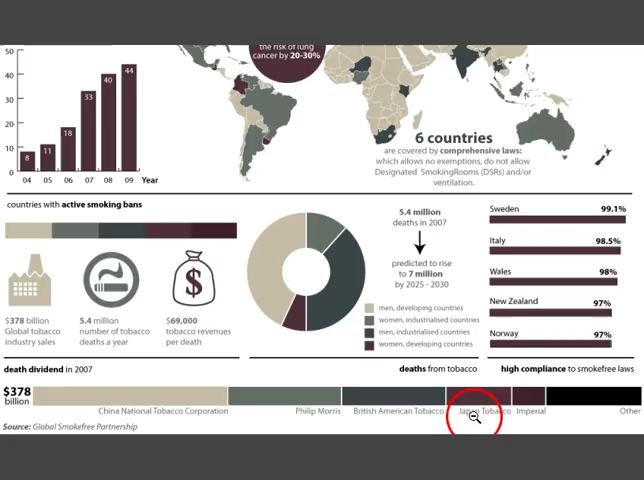 the risk of lung
cancer by 20-30%
50
40
30
20
10
0
8
11
18
33
40
44
04 05 06 07 08 09 Year
6 countries
are covered by comprehensive laws:
which allows no exemptions, do not allow
Designated SmokingRooms (DSRs) and/or
ventilation.
countries with active smoking bans
$378 billion
Global tobacco
industry sales
5.4 million
number of tobacco
deaths a year
$
$69,000
tobacco revenues
per death
death dividend in 2007
5.4 million
deaths in 2007
predicted to rise
to 7 million
by 2025 - 2030
men, developing countries
women, industrialised countries
men, industrialised countries
women, developing countries
deaths from tobacco
Sweden 99.1%
Italy 98.5%
Wales 98%
New Zealand 97%
Norway 97%
high compliance to smokefree laws
$378
billion
China National Tobacco Corporation Philip Morris British American Tobacco Japan Tobacco Imperial Other
Source: Global Smokefree Partnership